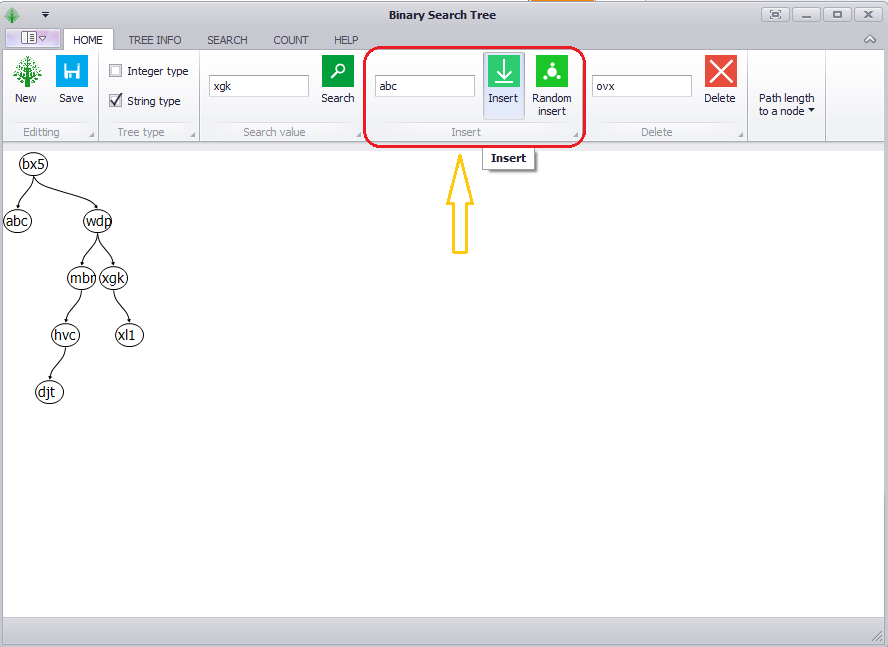 Binary Search Tree
HOME TREE INFO SEARCH COUNT HELP
New
Save
Editting
Integer type
String type
Tree type
xgk
Search
Search value
abc
Insert
Random
insert
Insert
ovx
Delete
Delete
Path length
to a node
Insert
bx5
abc wdp
mbr xgk
hvc xl1
djt